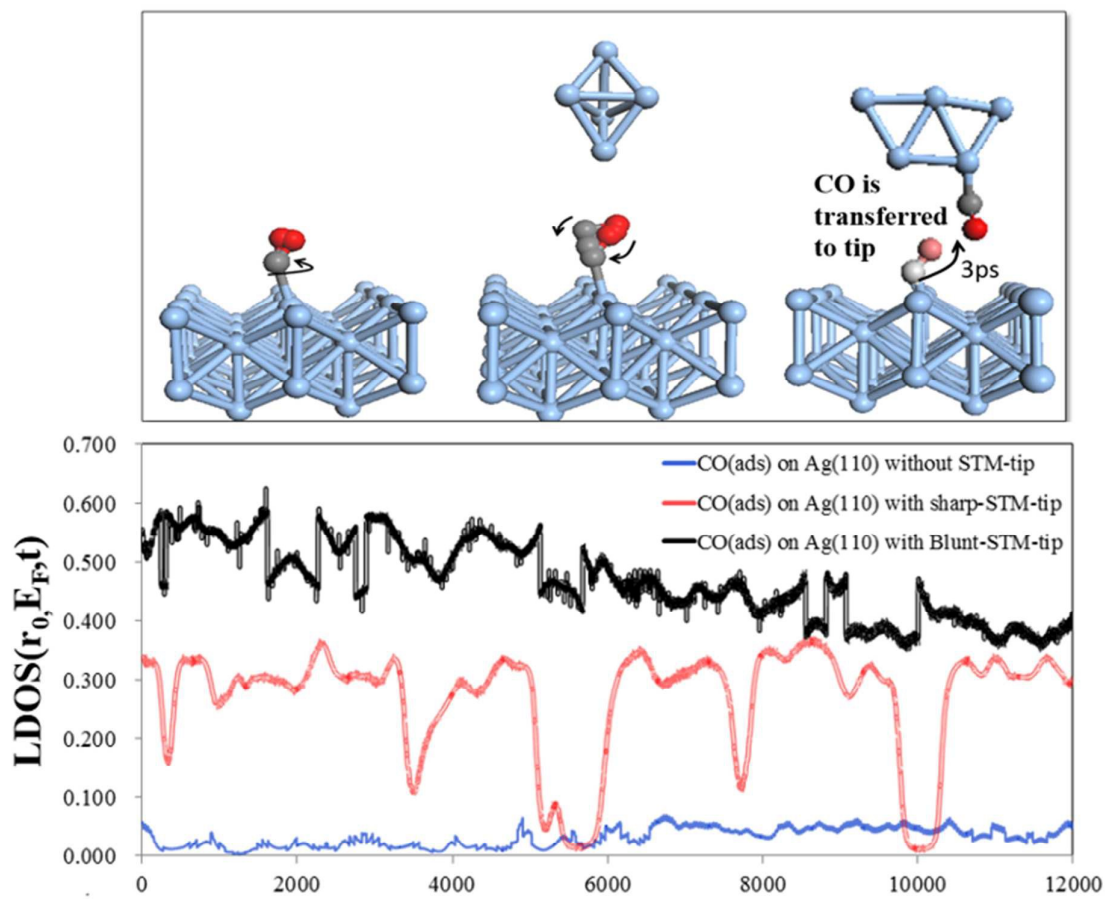 CO is
transferred
to tip
3ps
0.700
0.600
0.500
0.400
0.300
0.200
0.100
0.000
LDOS(r0,EF,t)
CO(ads) on Ag(110) without STM-tip
CO(ads) on Ag(110) with sharp-STM-tip
CO(ads) on Ag(110) with Blunt-STM-tip
0 2000 4000 6000 8000 10000 12000